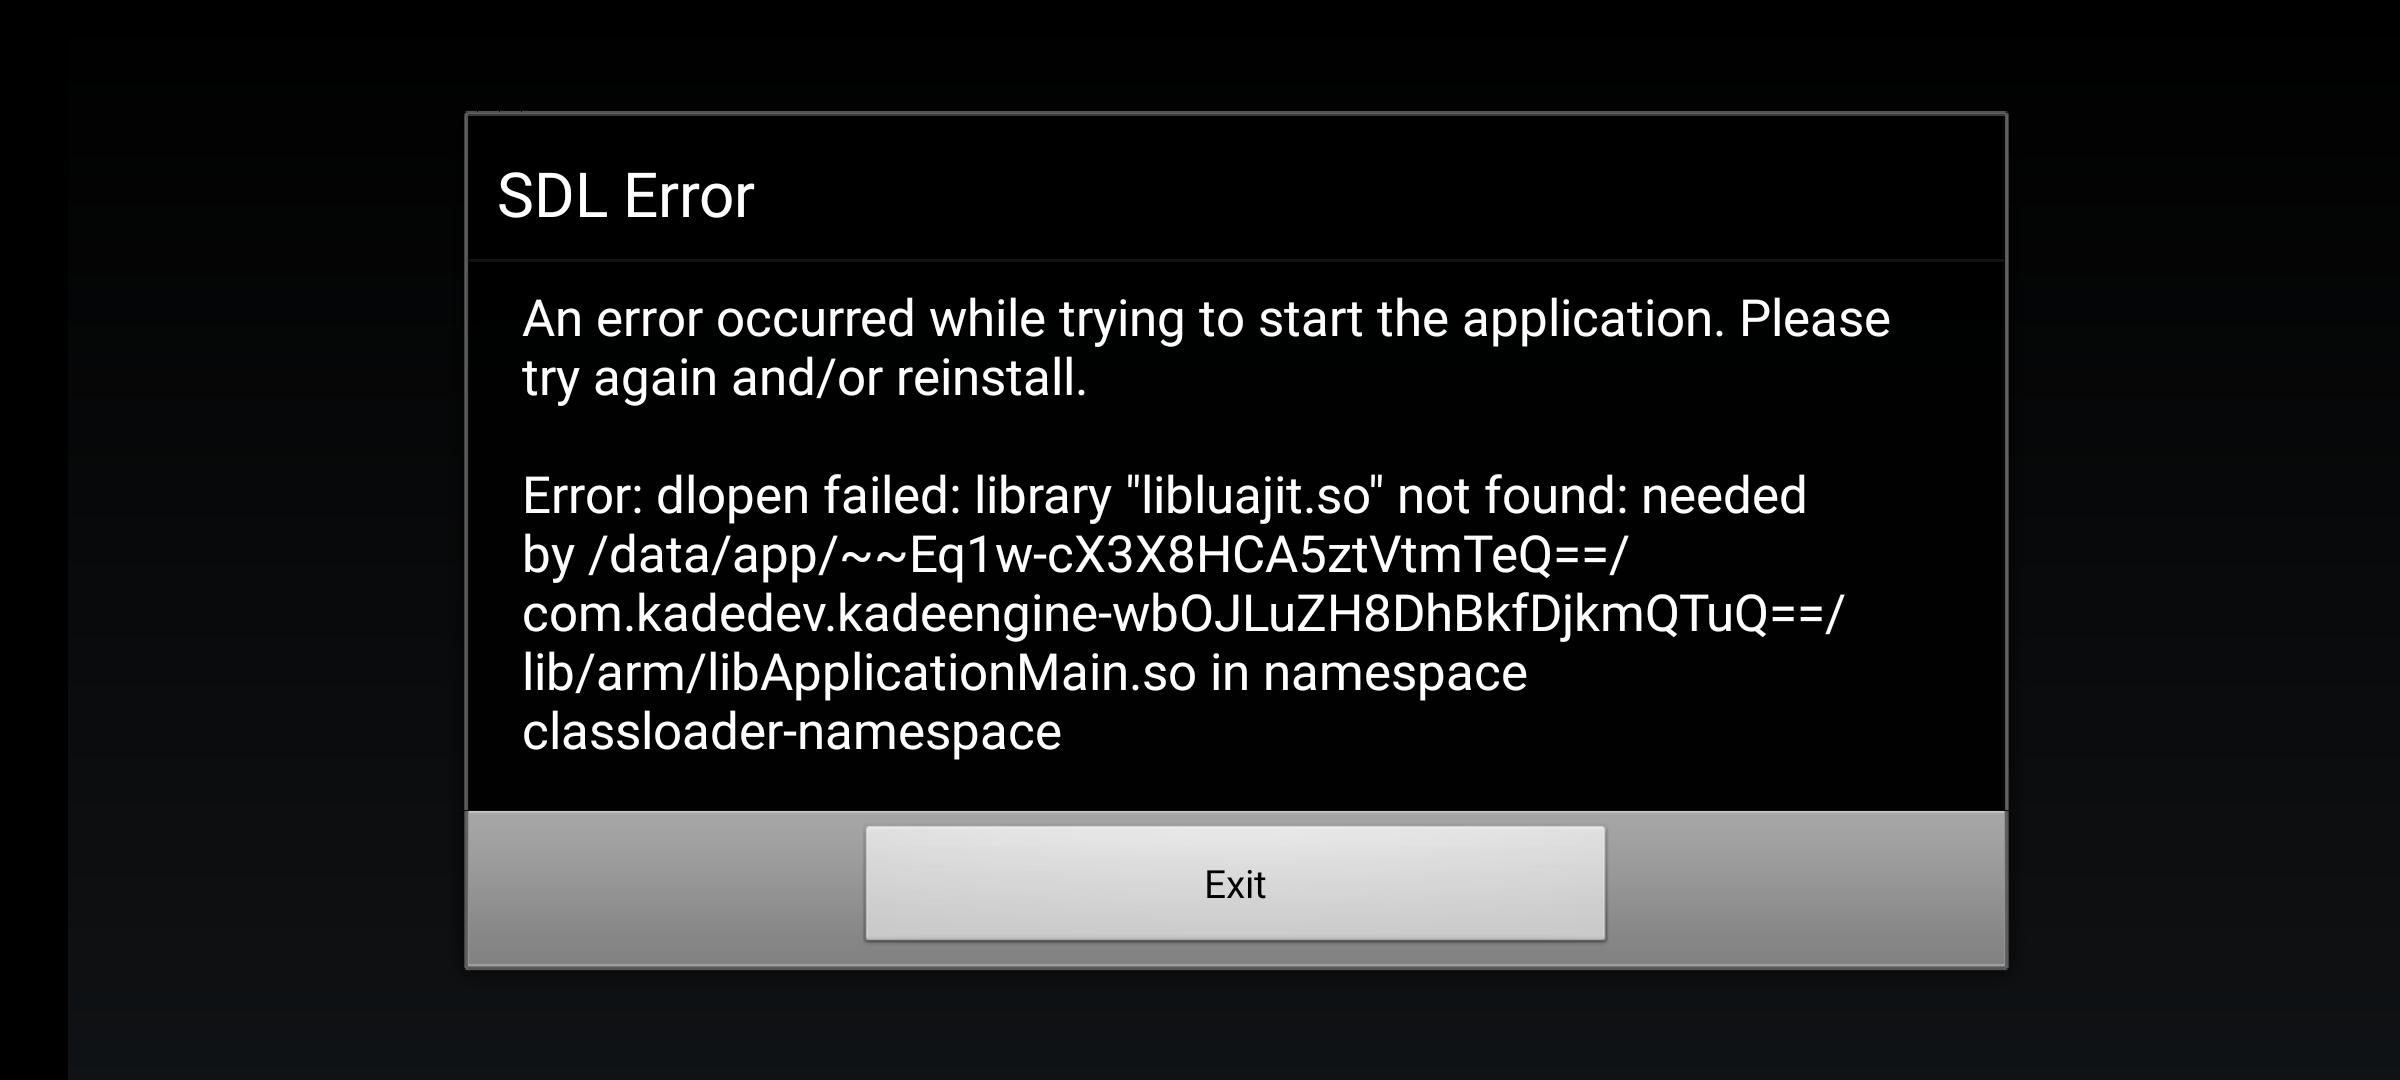 SDL Error
An error occurred while trying to start the application. Please
try again and/or reinstall.
Error: dlopen failed: library "libluajit.so" not found: needed
by /data/app/~~Eq1w-cX3X8HCA5ztVtmTeQ==/
com.kadedev.kadeengine-wbOJLuZH8DhBkfDjkmQTuQ==/
lib/arm/libApplicationMain.so in namespace
classloader-namespace
Exit